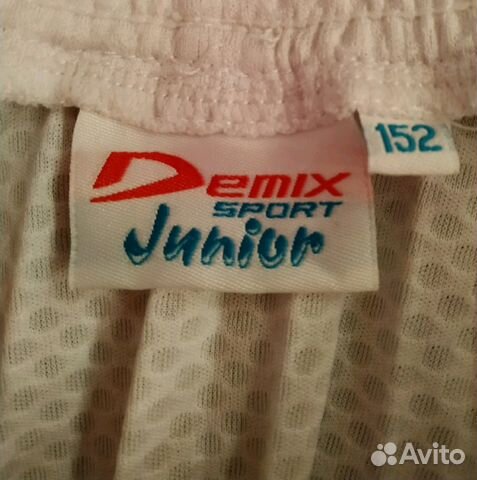 Demix
SPORT
Junior
152
Avito